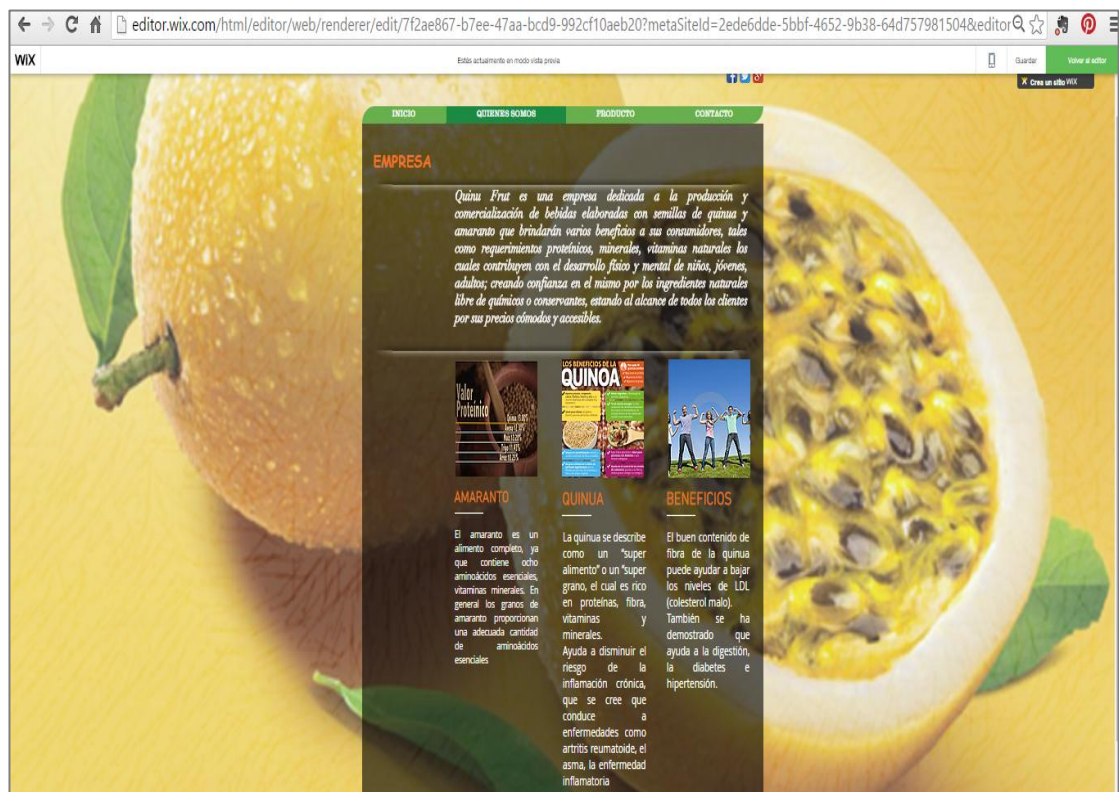 editor.wix.com/html/editor/web/renderer/edit/7f2ae867-b7ee-47aa-bcd9-992cf10aeb20?metaSiteId=2ede6dde-5bbf-4652-9b38-64d757981504&editor
WiX
Estás actualmente en modo vista previa
Guardar
Volver al editor
X Crea un sitio WiX
INICIO QUIENES SOMOS PRODUCTO CONTACTO
EMPRESA
Quinu Frut es una empresa dedicada a la producción y
comercialización de bebidas elaboradas con semillas de quinua y
amaranto que brindarán varios beneficios a sus consumidores, tales
como requerimientos proteínicos, minerales, vitaminas naturales los
cuales contribuyen con el desarrollo físico y mental de niños, jóvenes,
adultos; creando confianza en el mismo por los ingredientes naturales
libre de químicos o conservantes, estando al alcance de todos los clientes
por sus precios cómodos y accesibles.
Valor
Proteínico
LOS BENEFICIOS DE LA
QUINOA
AMARANTO
El amaranto es un
alimento completo, ya
que contiene ocho
aminoácidos esenciales,
vitaminas minerales. En
general los granos de
amaranto proporcionan
una adecuada cantidad
de aminoácidos
esenciales
QUINUA
La quinua se describe
como un "super
alimento" o un "super
grano, el cual es rico
en proteínas, fibra,
vitaminas y
minerales.
Ayuda a disminuir el
riesgo de la
inflamación crónica,
que se cree que
conduce a
enfermedades como
artritis reumatoide, el
asma, la enfermedad
inflamatoria
BENEFICIOS
El buen contenido de
fibra de la quinua
puede ayudar a bajar
los niveles de LDL
(colesterol malo).
También se ha
demostrado que
ayuda a la digestión,
la diabetes e
hipertensión.